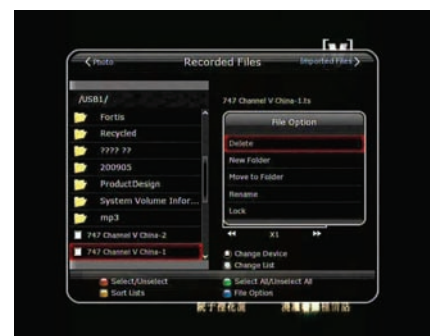 [w]
Photo
Recorded Files
Imported Files
/USB1/
747 Channel V China-1.ts
Fortis
Recycled
???? ??
200905
ProductDesign
System Volume Infor...
mp3
747 Channel V China-2
747 Channel V China-1
File Option
Delete
New Folder
Move to Folder
Rename
Lock
X1
Change Device
Change List
Select/Unselect
Select All/Unselect All
Sort Lists
File Option